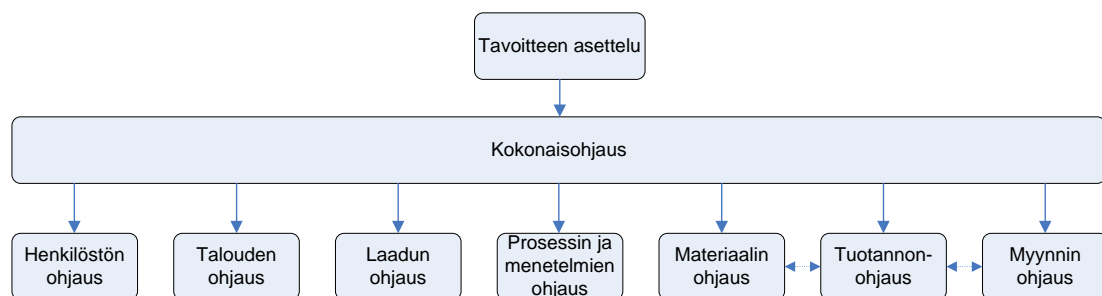 Tavoitteen asettelu
Kokonaisohjaus
Henkilöstön
ohjaus
Talouden
ohjaus
Laadun
ohjaus
Prosessin ja
menetelmien
ohjaus
Materiaalin
ohjaus
Tuotannon-
ohjaus
Myynnin
ohjaus